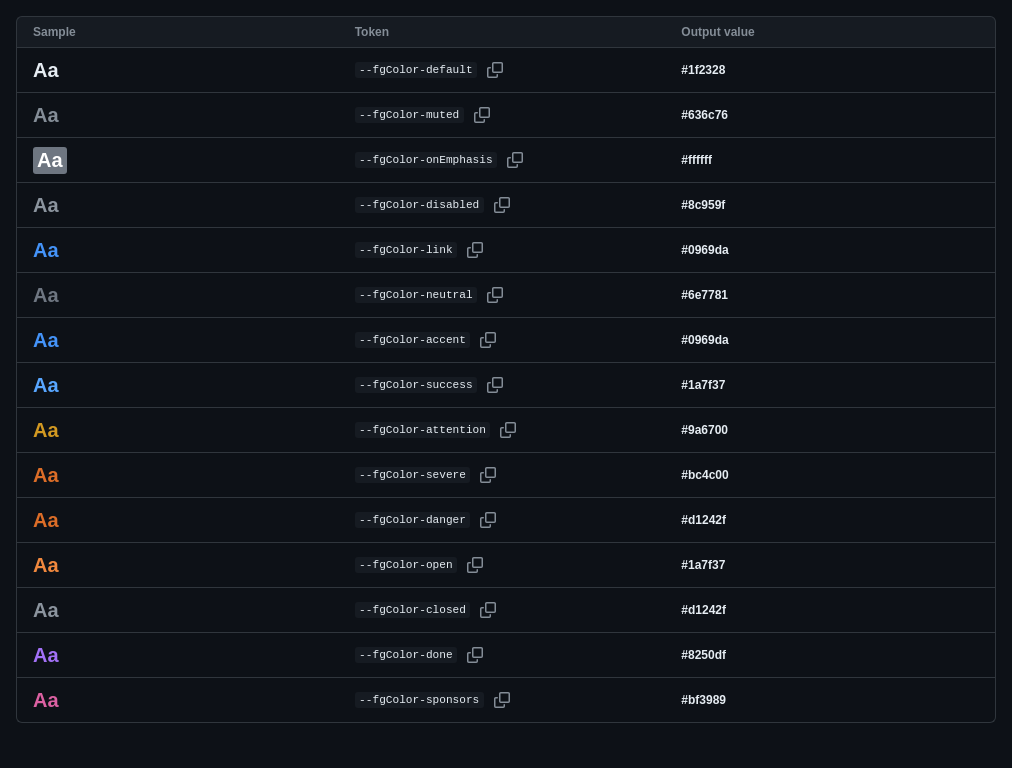 Sample Token Output value
Aa --fgColor-default #1f2328
Aa --fgColor-muted #636c76
Aa --fgColor-onEmphasis #ffffff
Aa --fgColor-disabled #8c959f
Aa --fgColor-link #0969da
Aa --fgColor-neutral #6e7781
Aa --fgColor-accent #0969da
Aa --fgColor-success #1a7f37
Aa --fgColor-attention #9a6700
Aa --fgColor-severe #bc4c00
Aa --fgColor-danger #d1242f
Aa --fgColor-open #1a7f37
Aa --fgColor-closed #d1242f
Aa --fgColor-done #8250df
Aa --fgColor-sponsors #bf3989